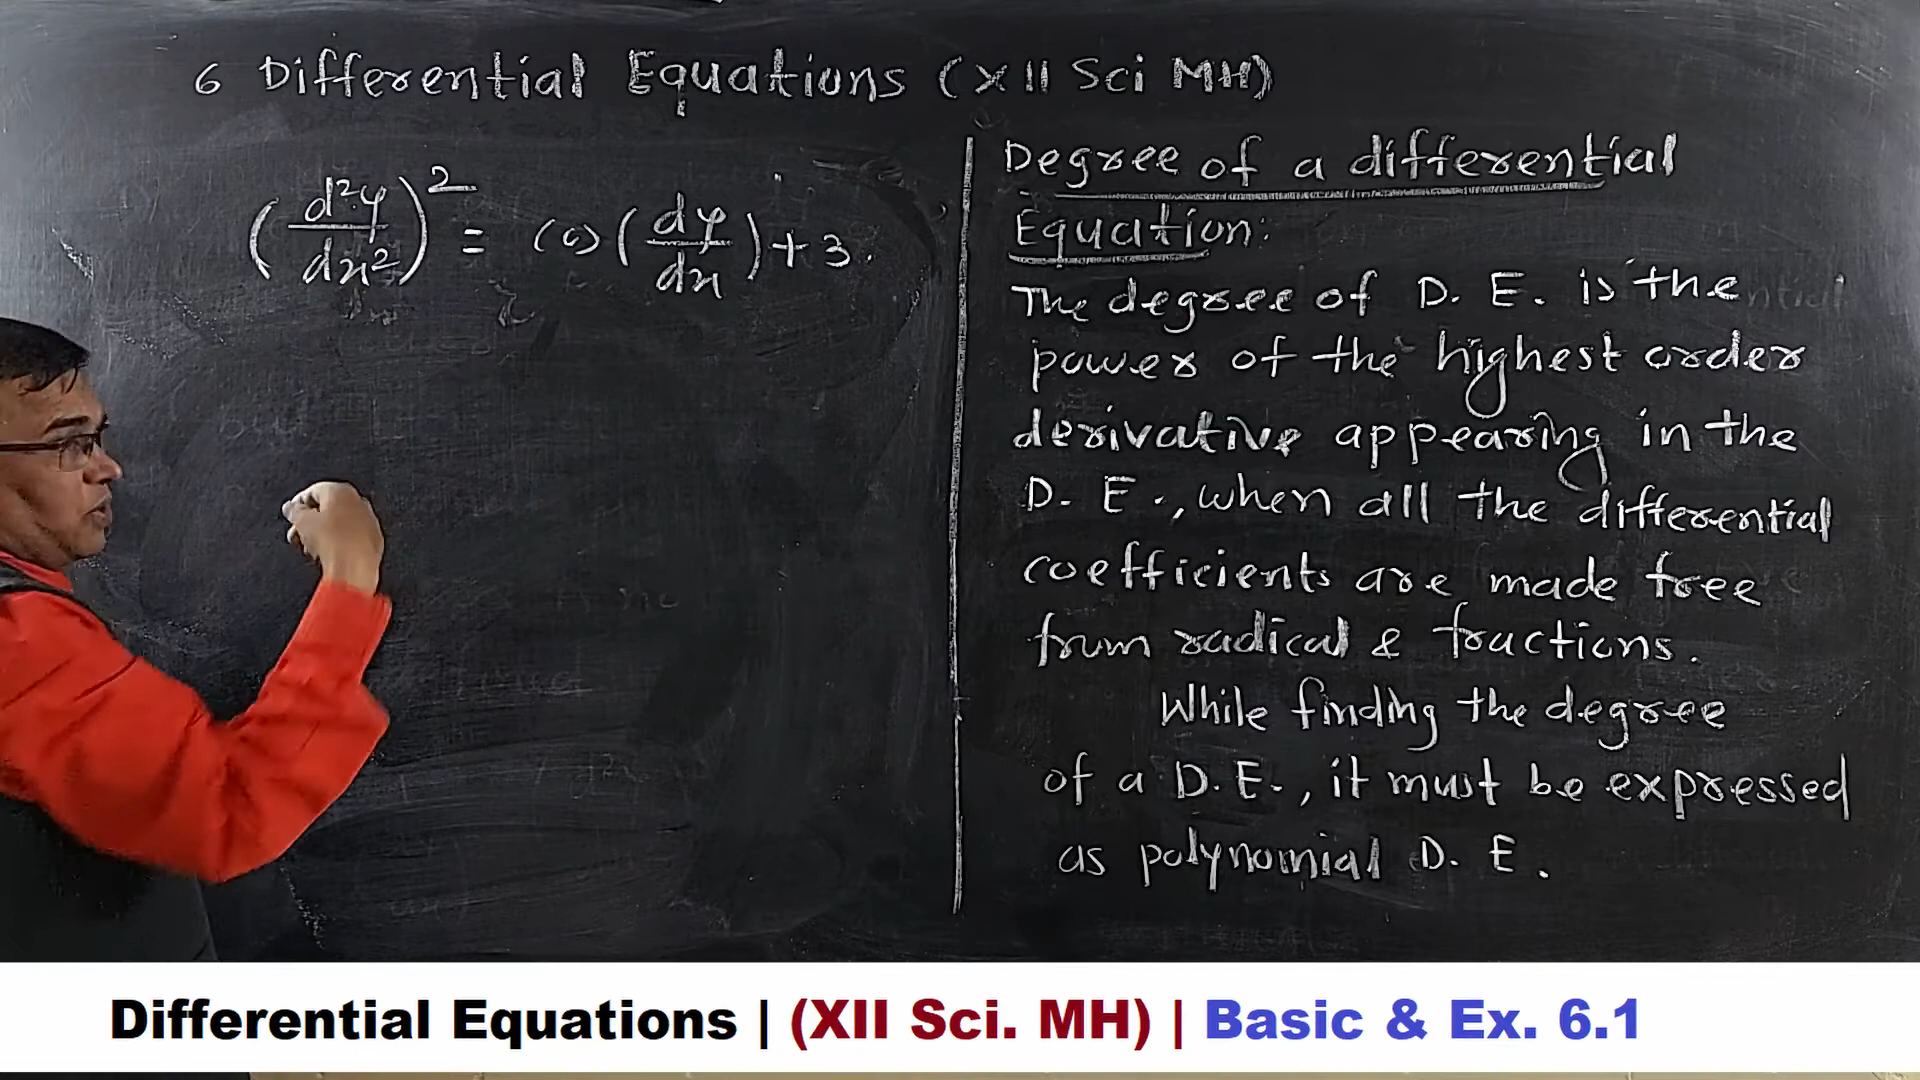 6 Differential Equations (XII Sci MH)
(d²y/dx²)² = cos(dy/dx)+3.
Degree of a differential
Equation:
The degree of D. E. is the
power of the highest order
derivative appearing in the
D. E., when all the differential
coefficients are made free
from radical & fractions.
While finding the degree
of a D.E., it must be expressed
as polynomial D. E.
Differential Equations | (XII Sci. MH) | Basic & Ex. 6.1